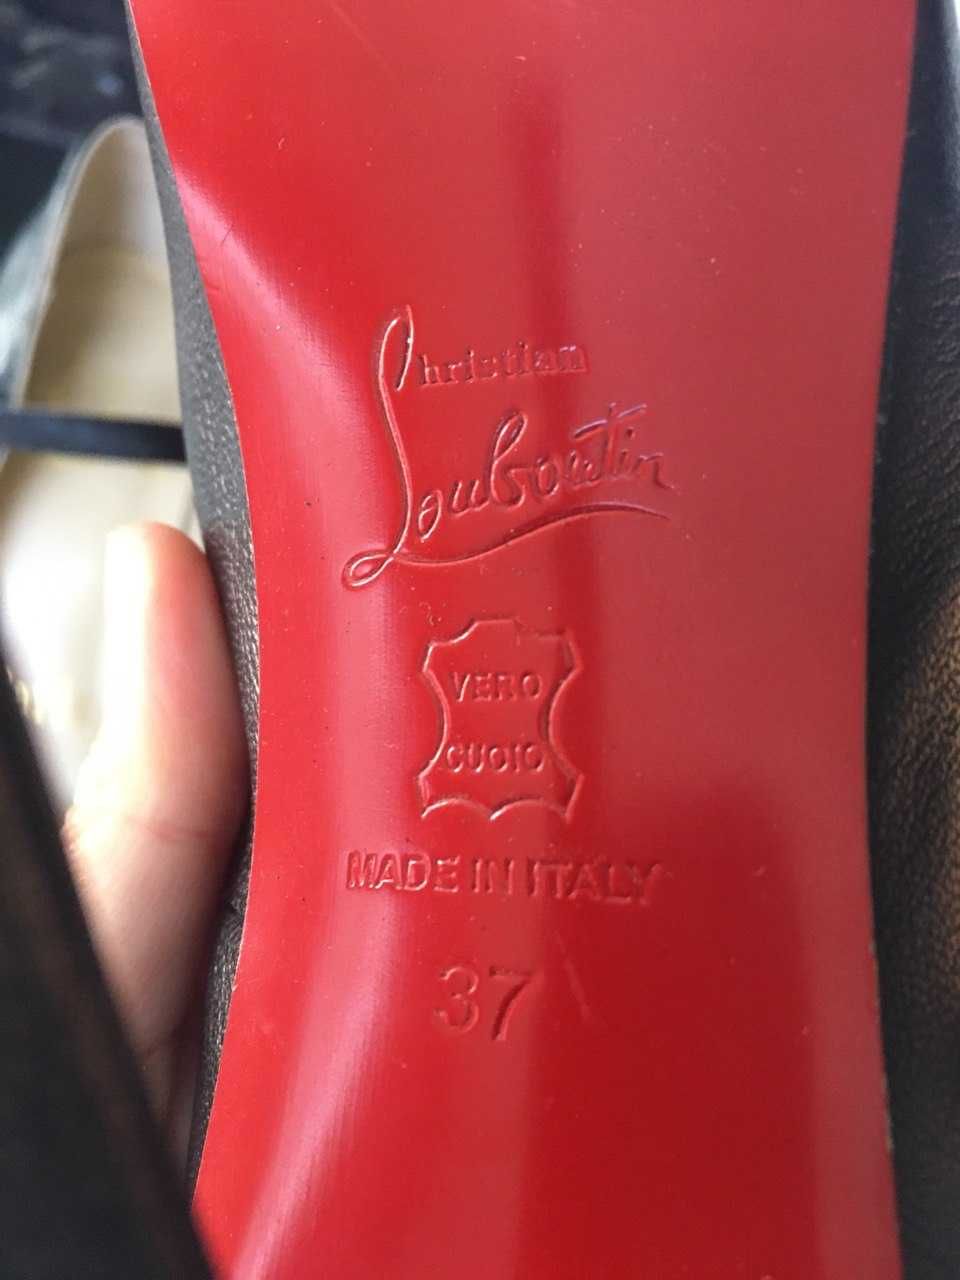 Christian
Louboutin
VERO
CUOIO
MADE IN ITALY
37